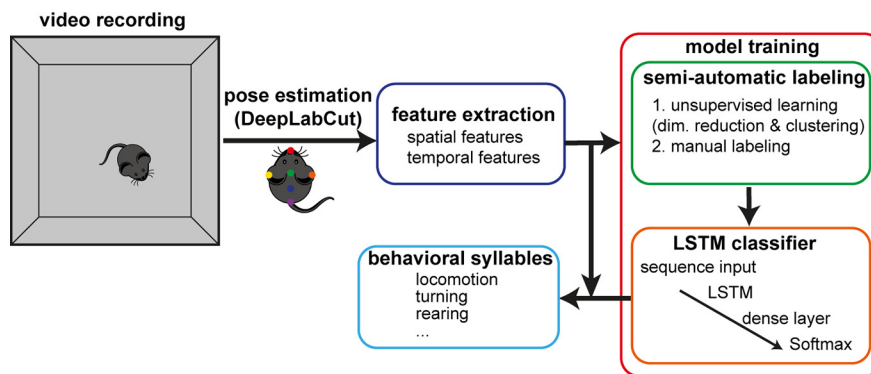 video recording
pose estimation
(DeepLabCut)
feature extraction
spatial features
temporal features
model training
semi-automatic labeling
1. unsupervised learning
(dim. reduction & clustering)
2. manual labeling
LSTM classifier
sequence input
LSTM
dense layer
Softmax
behavioral syllables
locomotion
turning
rearing
...